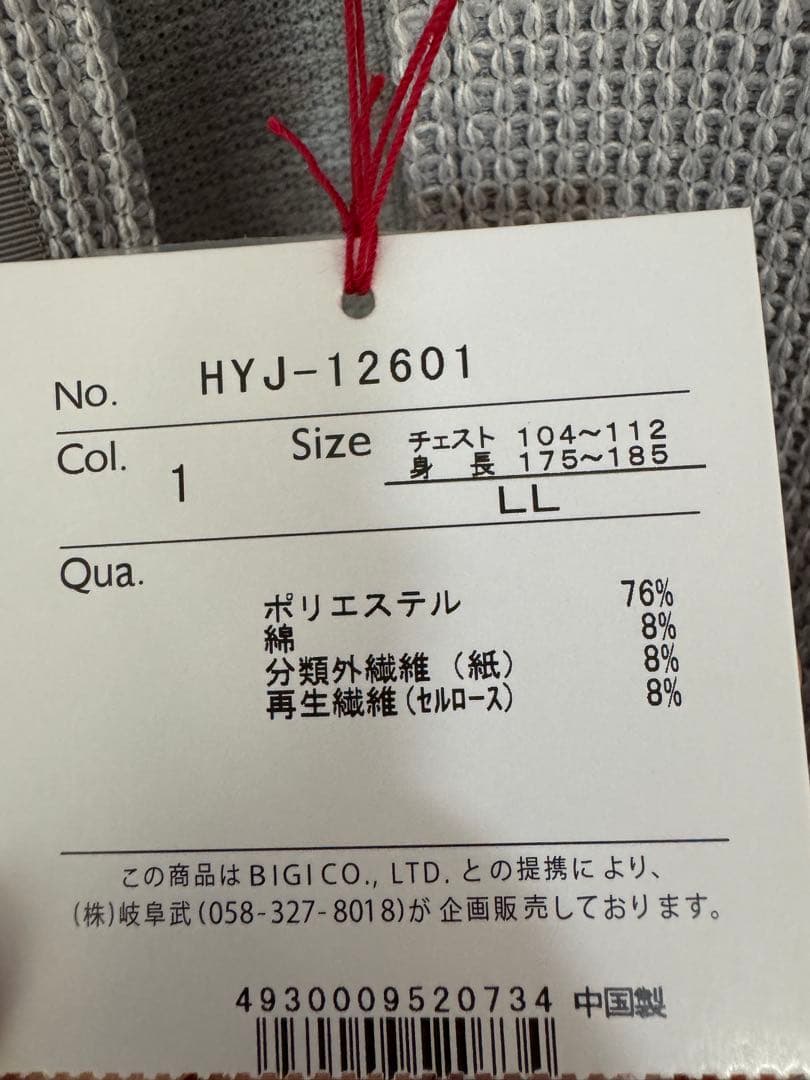 No. HYJ-12601
Col. 1 Size チェスト 104～112
身長 175～185
LL
Qua.
ポリエステル 76%
綿 8%
分類外繊維（紙） 8%
再生繊維(ｾﾙﾛｰｽ) 8%
この商品はBIGI CO., LTD. との提携により、
(株)岐阜武(058-327-8018)が企画販売しております。
4930009520734 中国製